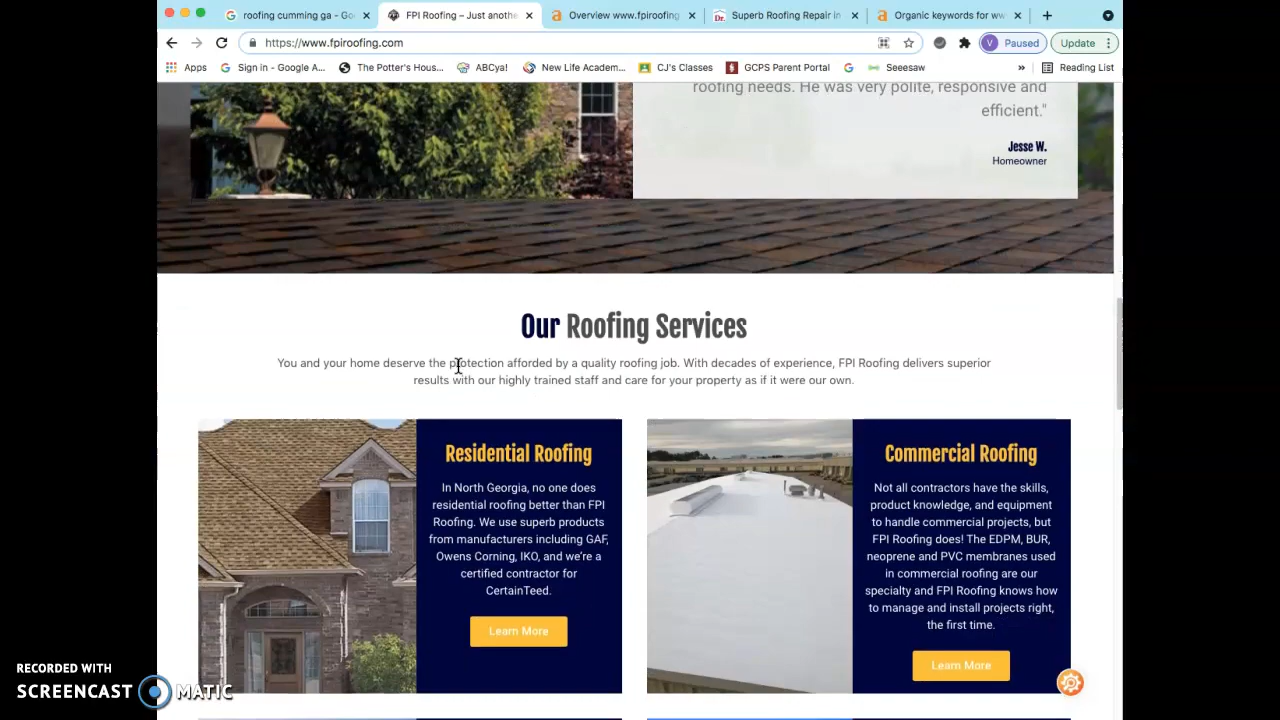 roofing cumming ga - Go
FPI Roofing – Just anothe
Overview www.fpiroofing
Dr.
Superb Roofing Repair in
Organic keywords for ww
https://www.fpiroofing.com
V
Paused
Update
Apps
Sign in - Google A...
The Potter's Hous...
ABCya!
New Life Academ...
CJ's Classes
GCPS Parent Portal
Seeesaw
»
Reading List
roofing needs. He was very polite, responsive and
efficient."
Jesse W.
Homeowner
Our Roofing Services
You and your home deserve the protection afforded by a quality roofing job. With decades of experience, FPI Roofing delivers superior
results with our highly trained staff and care for your property as if it were our own.
Residential Roofing
In North Georgia, no one does
residential roofing better than FPI
Roofing. We use superb products
from manufacturers including GAF,
Owens Corning, IKO, and we're a
certified contractor for
CertainTeed.
Learn More
Commercial Roofing
Not all contractors have the skills,
product knowledge, and equipment
to handle commercial projects, but
FPI Roofing does! The EDPM, BUR,
neoprene and PVC membranes used
in commercial roofing are our
specialty and FPI Roofing knows how
to manage and install projects right,
the first time.
Learn More
RECORDED WITH
SCREENCAST MATIC